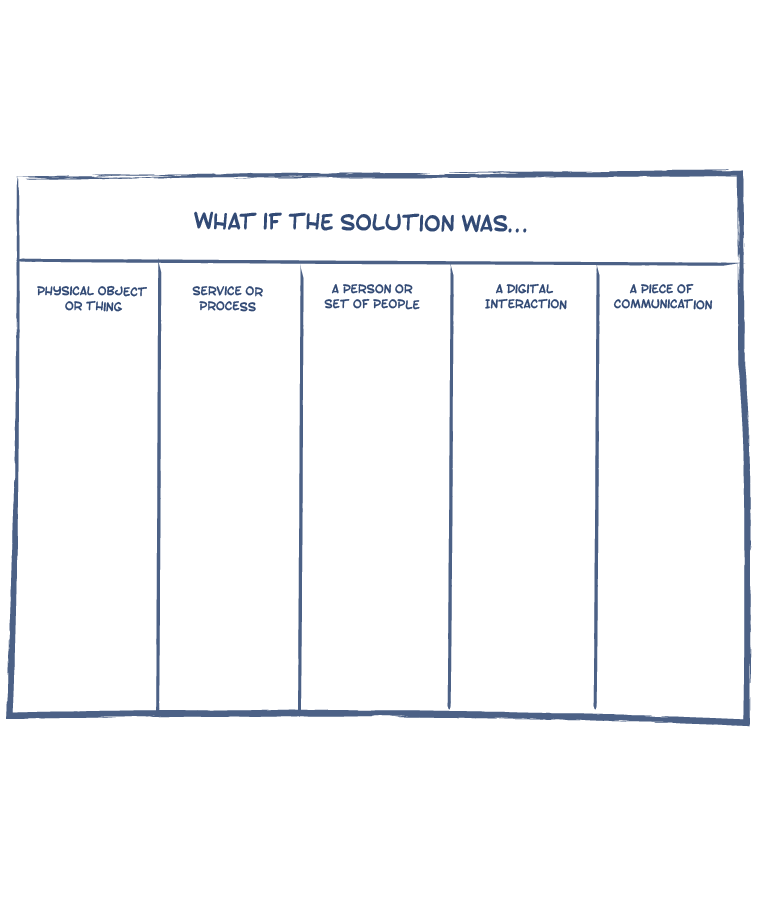 WHAT IF THE SOLUTION WAS...
PHYSICAL OBJECT
OR THING
SERVICE OR
PROCESS
A PERSON OR
SET OF PEOPLE
A DIGITAL
INTERACTION
A PIECE OF
COMMUNICATION